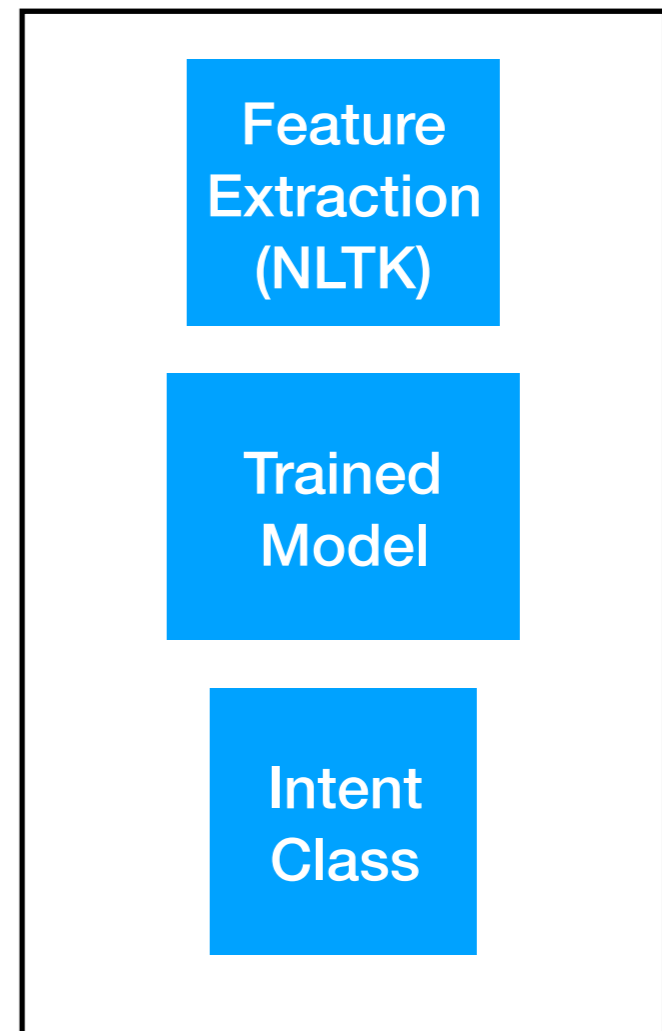 Feature
Extraction
(NLTK)
Trained
Model
Intent
Class